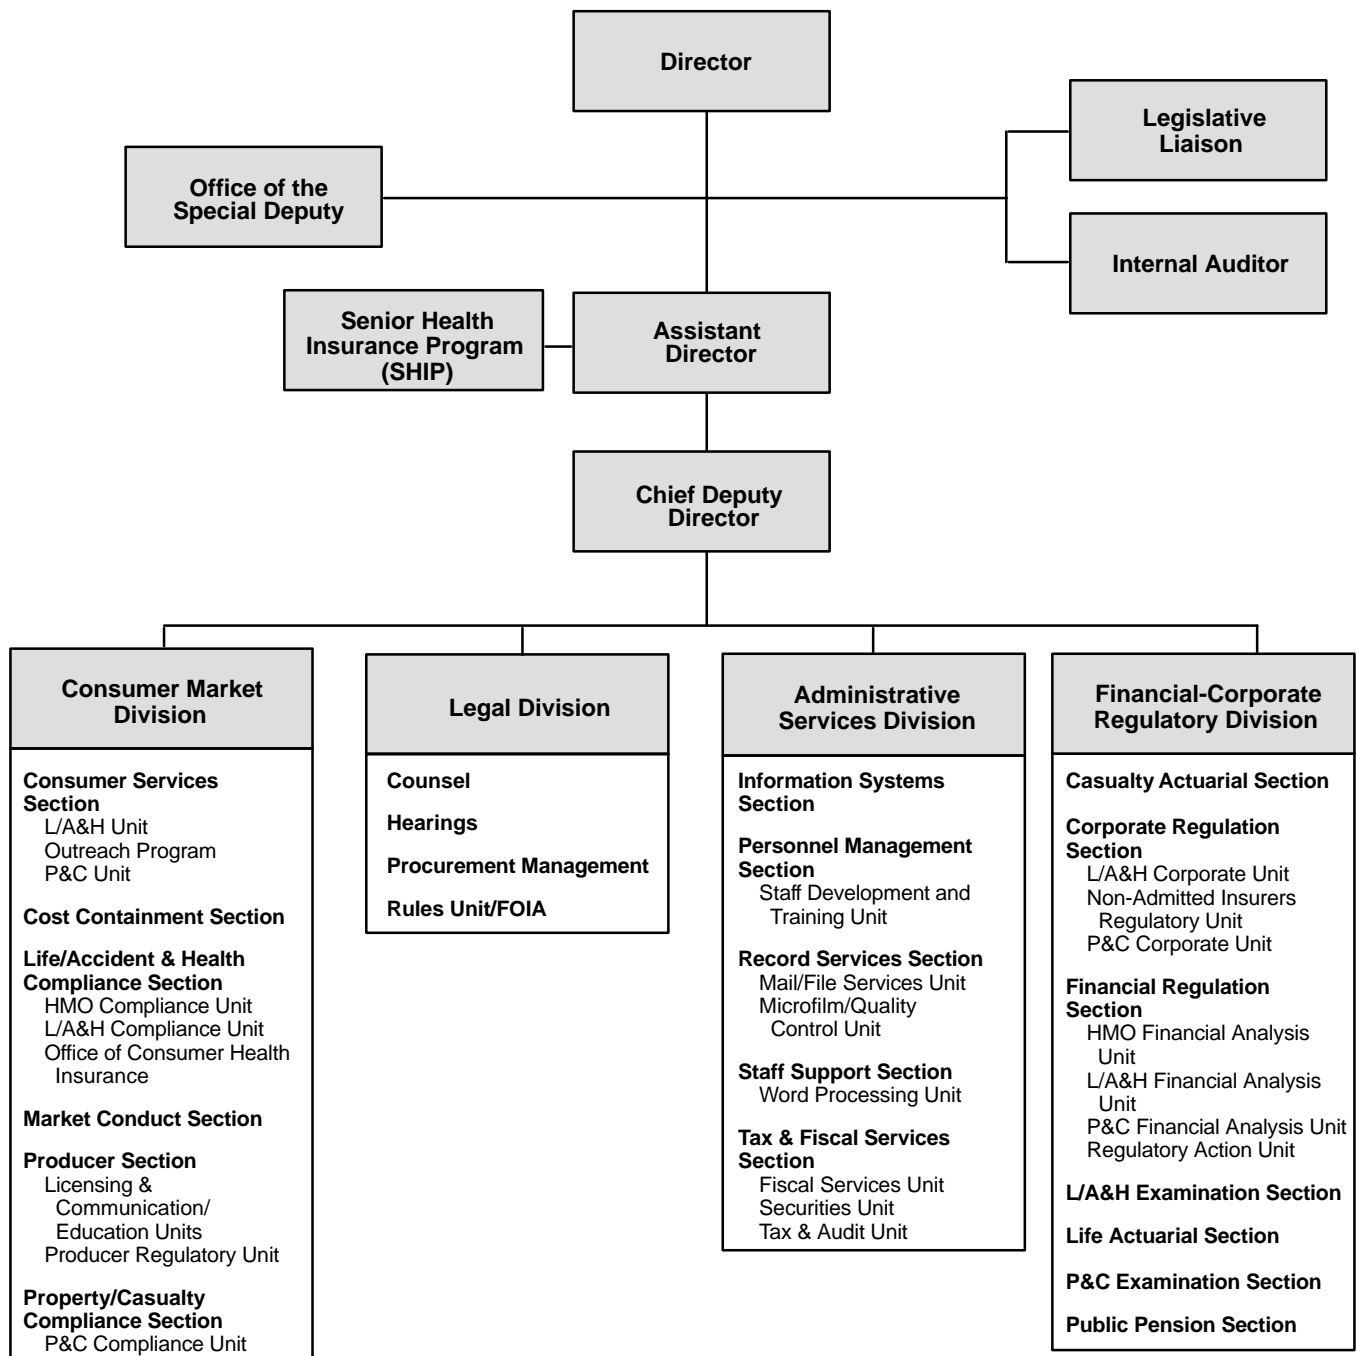 Director
Legislative
Liaison
Office of the
Special Deputy
Internal Auditor
Senior Health
Insurance Program
(SHIP)
Assistant
Director
Chief Deputy
Director
Consumer Market
Division
Consumer Services
Section
L/A&H Unit
Outreach Program
P&C Unit
Cost Containment Section
Life/Accident & Health
Compliance Section
HMO Compliance Unit
L/A&H Compliance Unit
Office of Consumer Health
Insurance
Market Conduct Section
Producer Section
Licensing &
Communication/
Education Units
Producer Regulatory Unit
Property/Casualty
Compliance Section
P&C Compliance Unit
Legal Division
Counsel
Hearings
Procurement Management
Rules Unit/FOIA
Administrative
Services Division
Information Systems
Section
Personnel Management
Section
Staff Development and
Training Unit
Record Services Section
Mail/File Services Unit
Microfilm/Quality
Control Unit
Staff Support Section
Word Processing Unit
Tax & Fiscal Services
Section
Fiscal Services Unit
Securities Unit
Tax & Audit Unit
Financial-Corporate
Regulatory Division
Casualty Actuarial Section
Corporate Regulation
Section
L/A&H Corporate Unit
Non-Admitted Insurers
Regulatory Unit
P&C Corporate Unit
Financial Regulation
Section
HMO Financial Analysis
Unit
L/A&H Financial Analysis
Unit
P&C Financial Analysis Unit
Regulatory Action Unit
L/A&H Examination Section
Life Actuarial Section
P&C Examination Section
Public Pension Section